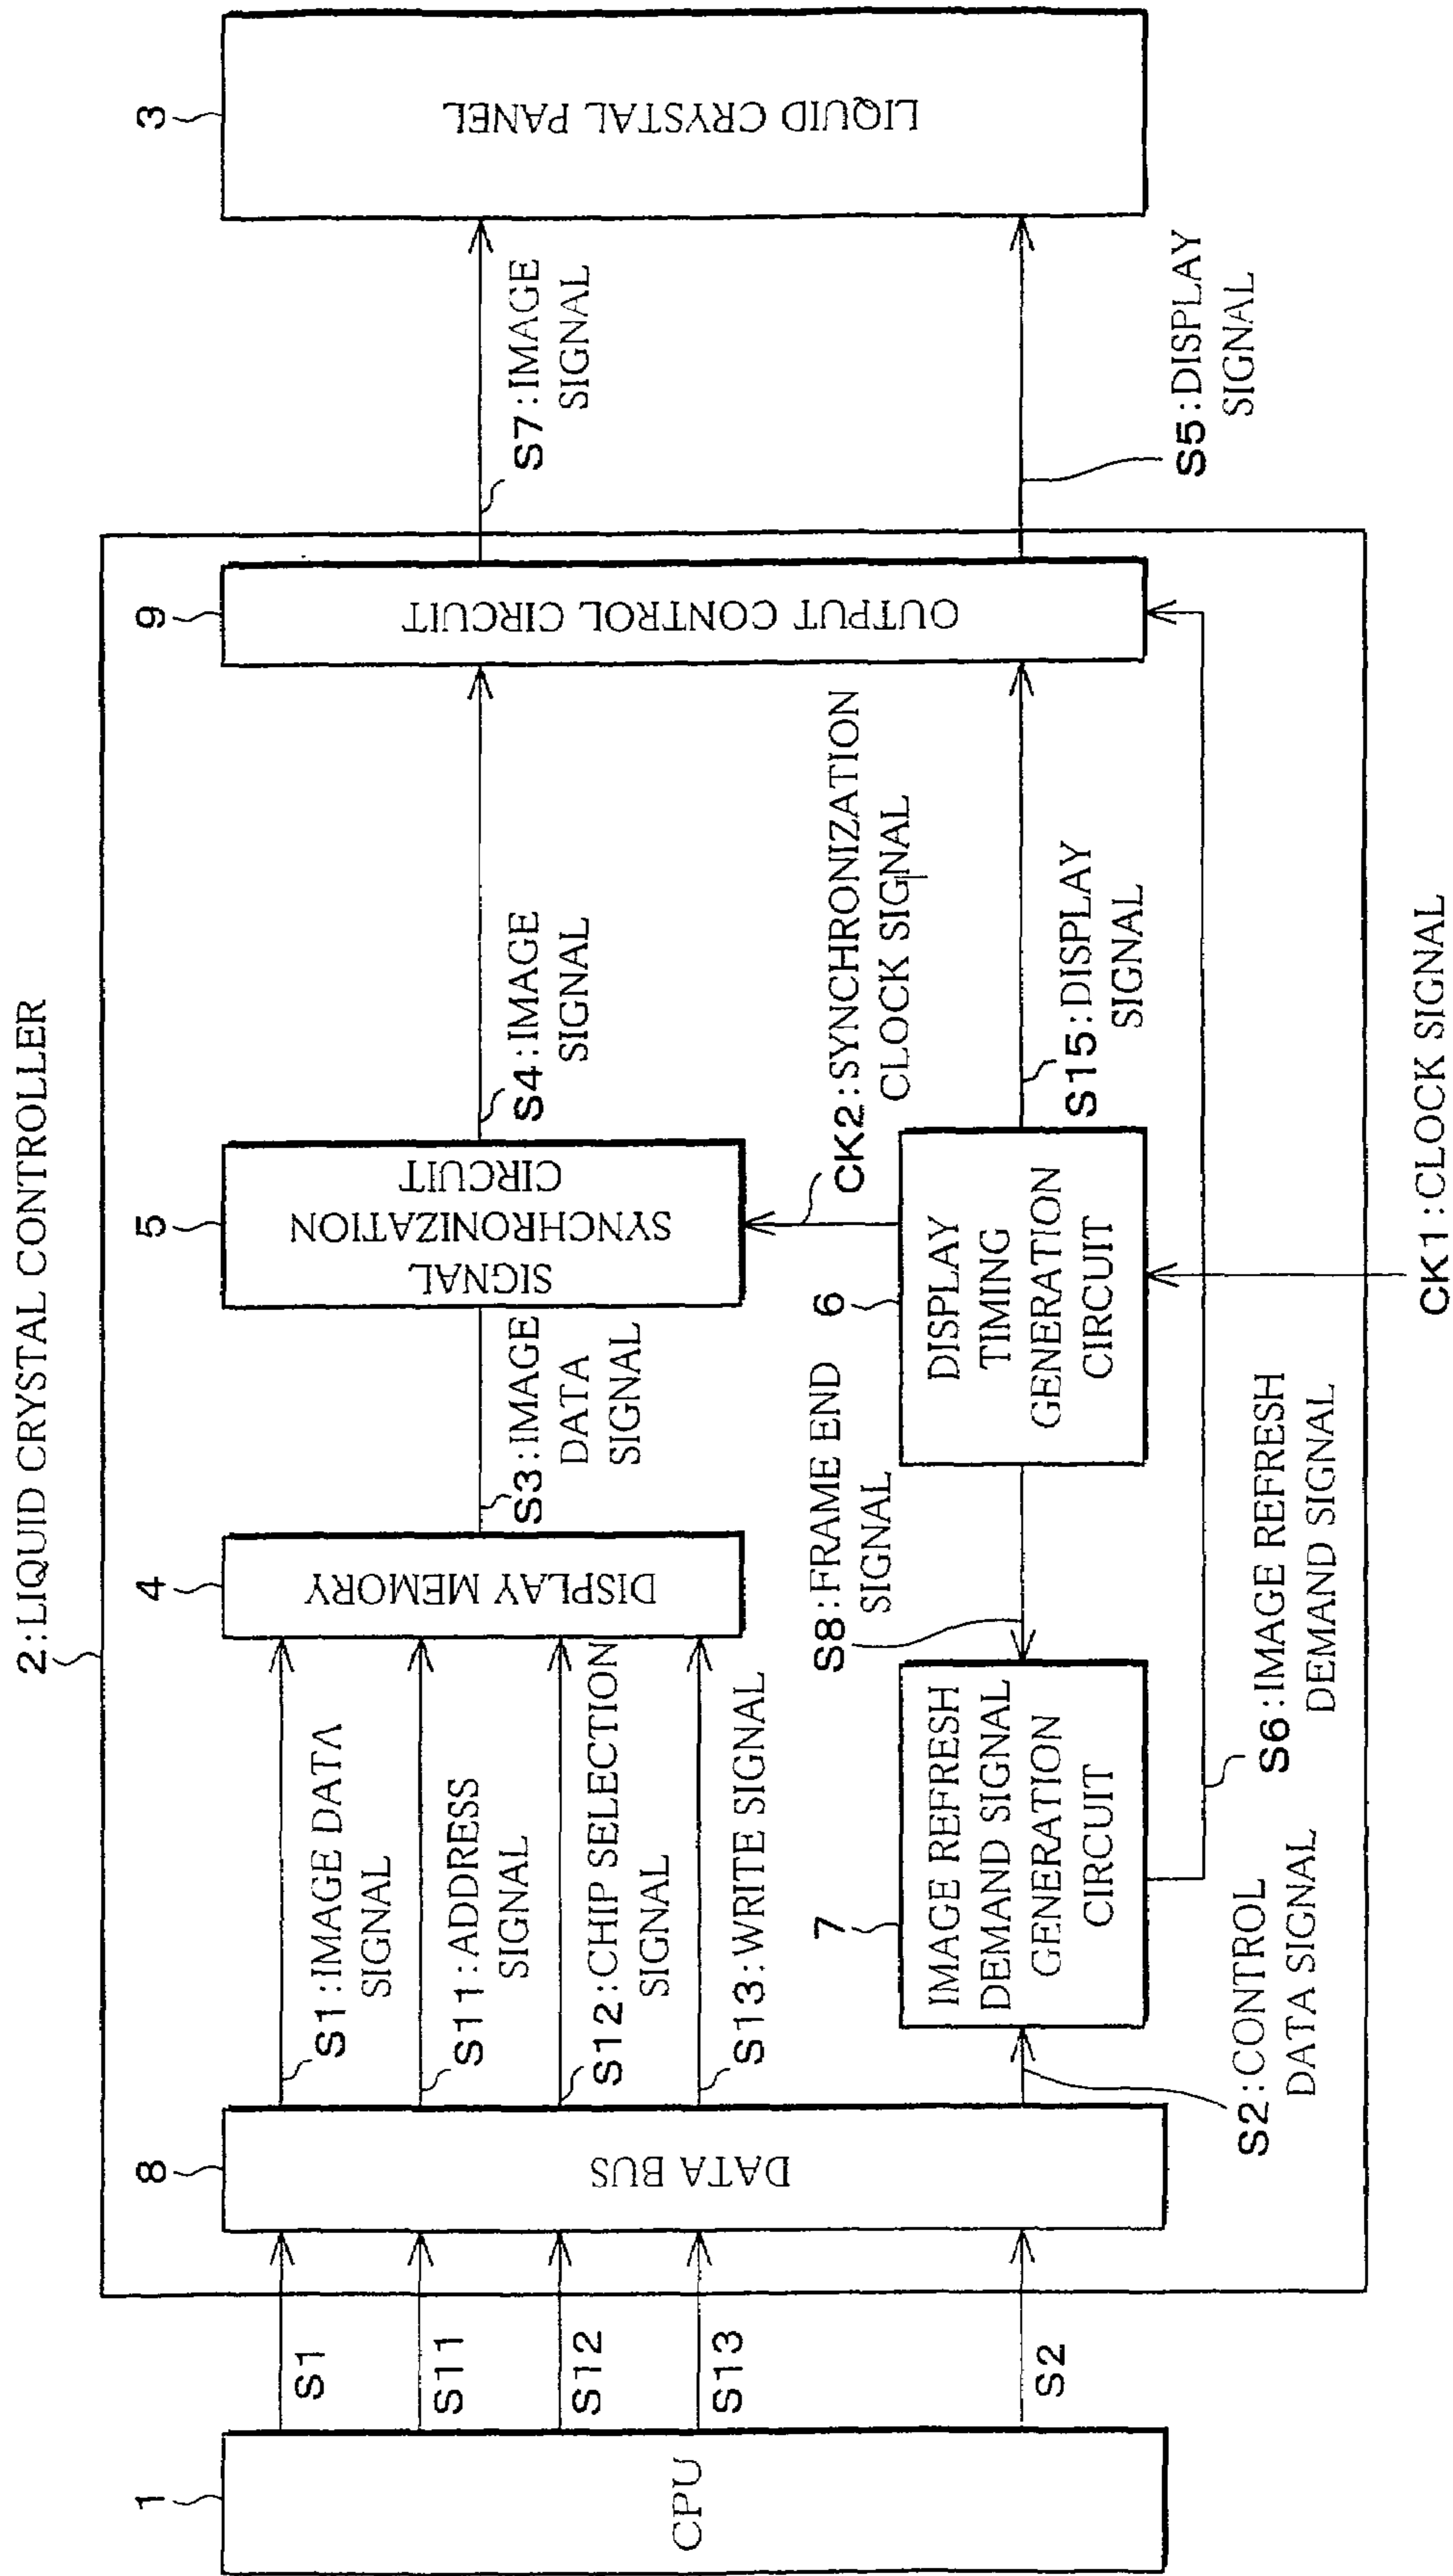 2:LIQUID CRYSTAL CONTROLLER
1
CPU
S1
S11
S12
S13
S2
8
DATA BUS
S1:IMAGE DATA
SIGNAL
S11:ADDRESS
SIGNAL
S12:CHIP SELECTION
SIGNAL
S13:WRITE SIGNAL
S2:CONTROL
DATA SIGNAL
4
DISPLAY MEMORY
7
IMAGE REFRESH
DEMAND SIGNAL
GENERATION
CIRCUIT
S8:FRAME END
SIGNAL
S6:IMAGE REFRESH
DEMAND SIGNAL
S3:IMAGE
DATA
SIGNAL
5
SIGNAL
SYNCHRONIZATION
CIRCUIT
6
DISPLAY
TIMING
GENERATION
CIRCUIT
CK2:SYNCHRONIZATION
CLOCK SIGNAL
CK1:CLOCK SIGNAL
S4:IMAGE
SIGNAL
S15:DISPLAY
SIGNAL
9
OUTPUT CONTROL CIRCUIT
S7:IMAGE
SIGNAL
S5:DISPLAY
SIGNAL
3
LIQUID CRYSTAL PANEL